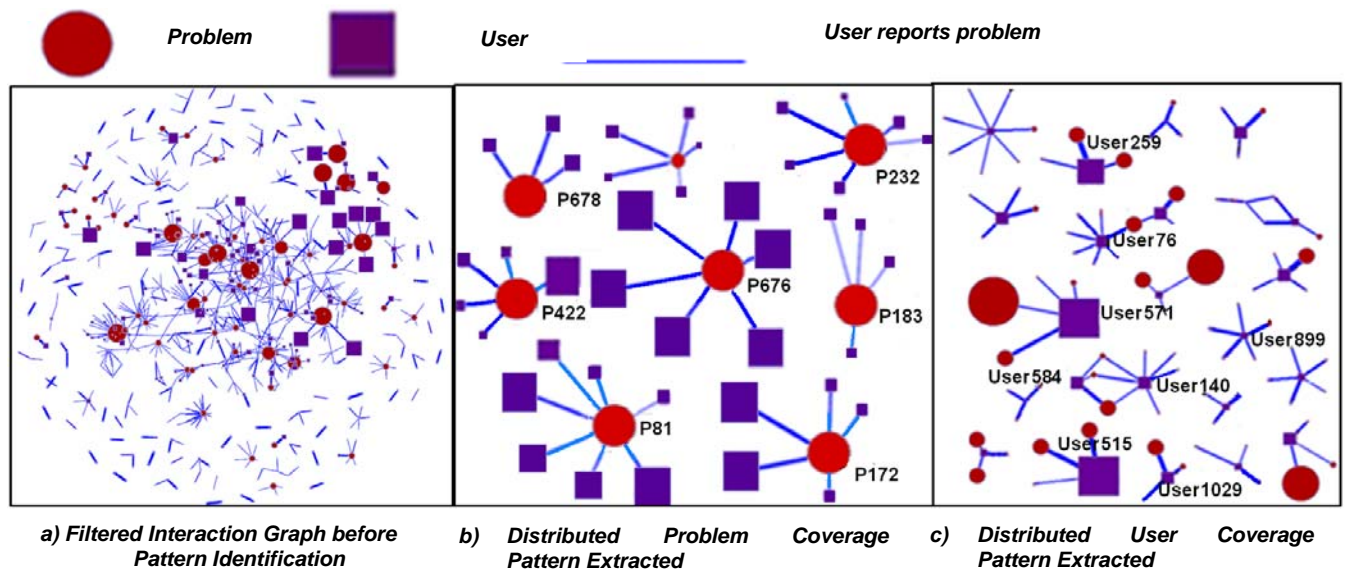 Problem
User
User reports problem
P678
P232
P422
P676
P183
P81
P172
User259
User76
User571
User899
User584
User140
User515
User1029
a) Filtered Interaction Graph before
Pattern Identification
b) Distributed Problem Coverage
Pattern Extracted
c) Distributed User Coverage
Pattern Extracted